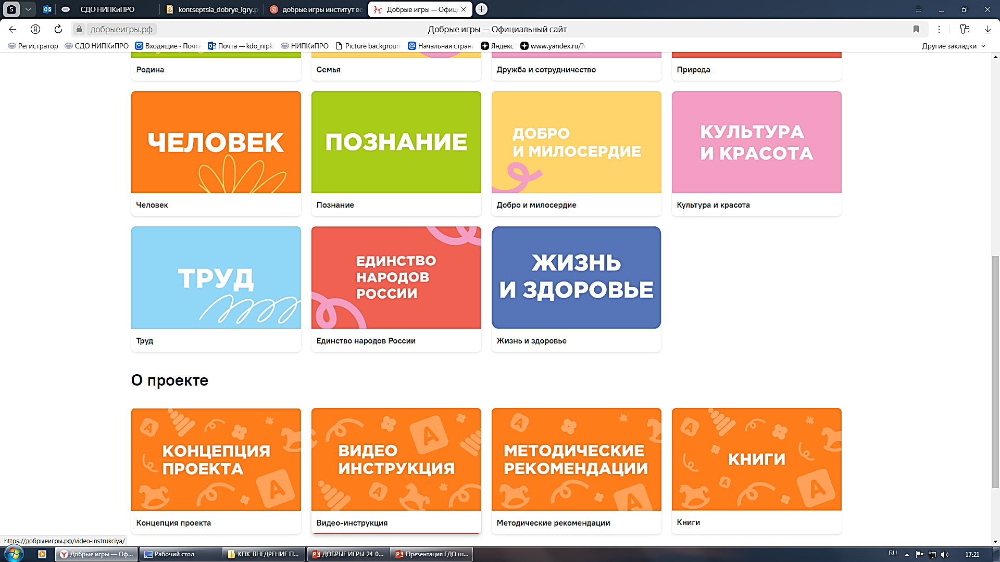 5
СДО НИПКиПРО
kontseptsia_dobrye_igry.p
добрые игры институт во
Добрые игры — Офиц
добрыеигры.рф
Добрые игры — Официальный сайт
Регистратор
СДО НИПКиПРО
Входящие - Почта
Почта — kdo_nipk
НИПКиПРО
Picture backgroun
Начальная стран
Яндекс
www.yandex.ru/?c
Другие закладки
Родина
Семья
Дружба и сотрудничество
Природа
ЧЕЛОВЕК
ПОЗНАНИЕ
ДОБРО
И МИЛОСЕРДИЕ
КУЛЬТУРА
И КРАСОТА
Человек
Познание
Добро и милосердие
Культура и красота
ТРУД
ЕДИНСТВО
НАРОДОВ
РОССИИ
ЖИЗНЬ
И ЗДОРОВЬЕ
Труд
Единство народов России
Жизнь и здоровье
О проекте
КОНЦЕПЦИЯ
ПРОЕКТА
ВИДЕО
ИНСТРУКЦИЯ
МЕТОДИЧЕСКИЕ
РЕКОМЕНДАЦИИ
КНИГИ
Концепция проекта
Видео-инструкция
Методические рекомендации
Книги
https://добрыеигры.рф/video-instrukciya/
Добрые игры — Оф...
Рабочий стол
КПК_ВНЕДРЕНИЕ П...
ДОБРЫЕ ИГРЫ_24_0...
Презентация ГДО ш...
RU
17:21